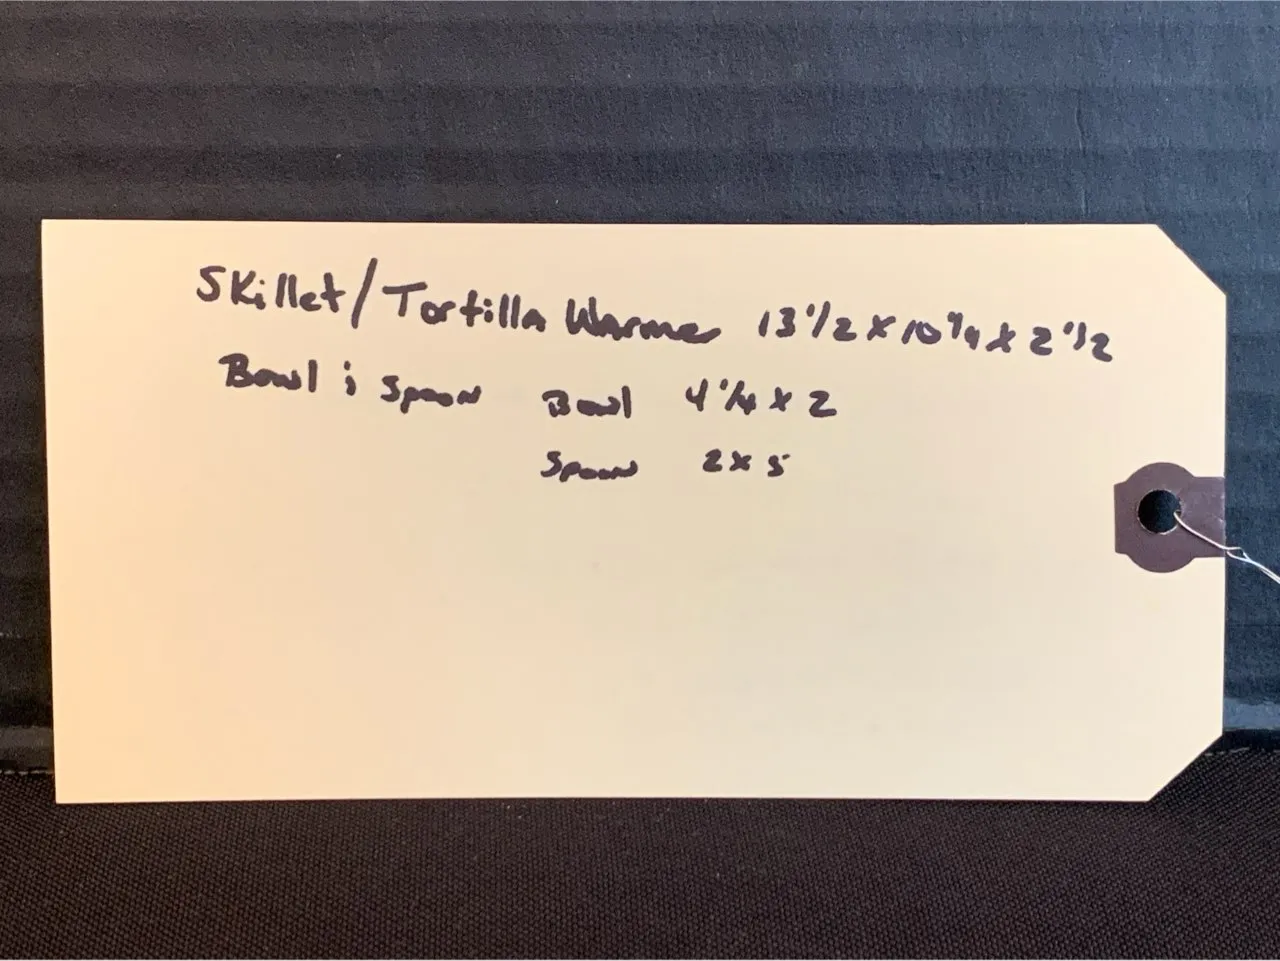 Skillet/Tortilla Warmer 13 1/2 x 10 1/4 x 2 1/2
Bowl & Spoon Bowl 4 1/4 x 2
Spoon 2 x 5